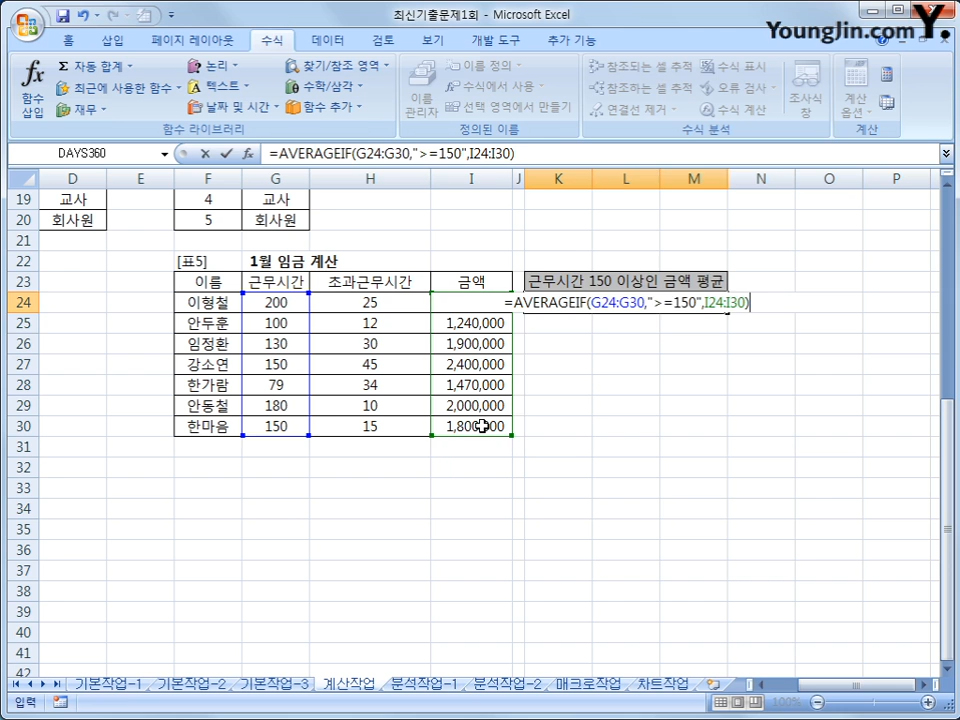 최신기출문제1회 - Microsoft Excel
YoungJin.com Y.
홈 삽입 페이지 레이아웃 수식 데이터 검토 보기 개발 도구 추가 기능
fx 함수 삽입
Σ 자동 합계
최근에 사용한 함수
재무
논리
텍스트
날짜 및 시간
찾기/참조 영역
수학/삼각
함수 추가
함수 라이브러리
이름 관리자
이름 정의
수식에서 사용
선택 영역에서 만들기
정의된 이름
참조되는 셀 추적
참조하는 셀 추적
연결선 제거
수식 표시
오류 검사
수식 계산
조사식 창
수식 분석
계산 옵션
계산
DAYS360 fx =AVERAGEIF(G24:G30,">=150",I24:I30)
D E F G H I J K L M N O P
19 교사 4 교사
20 회사원 5 회사원
21
22 [표5] 1월 임금 계산
23 이름 근무시간 초과근무시간 금액 근무시간 150 이상인 금액 평균
24 이형철 200 25 =AVERAGEIF(G24:G30,">=150",I24:I30)
25 안두훈 100 12 1,240,000
26 임정환 130 30 1,900,000
27 강소연 150 45 2,400,000
28 한가람 79 34 1,470,000
29 안동철 180 10 2,000,000
30 한마음 150 15 1,800,000
31
32
33
34
35
36
37
38
39
40
41
42
기본작업-1 기본작업-2 기본작업-3 계산작업 분석작업-1 분석작업-2 매크로작업 차트작업
입력 100%